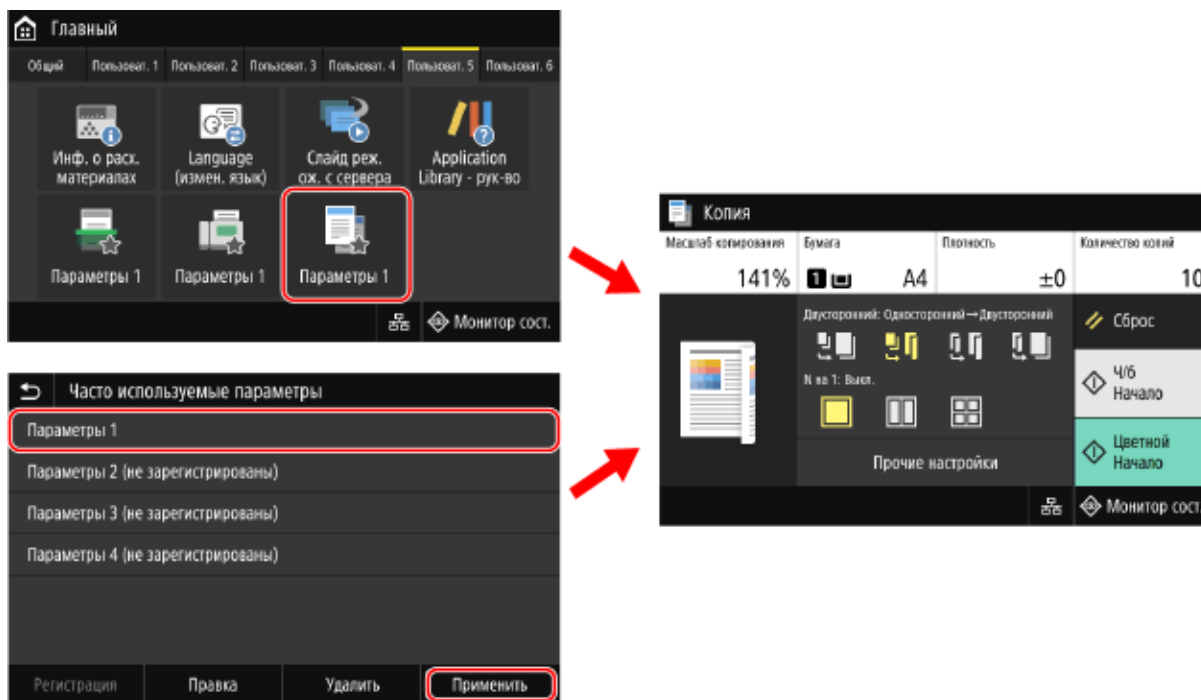 Главный
Общий Пользоват. 1 Пользоват. 2 Пользоват. 3 Пользоват. 4 Пользоват. 5 Пользоват. 6
Инф. о расх.
материалах
Language
(измен. язык)
Слайд реж.
ож. с сервера
Application
Library - рук-во
Параметры 1
Параметры 1
Параметры 1
Монитор сост.
Часто используемые параметры
Параметры 1
Параметры 2 (не зарегистрированы)
Параметры 3 (не зарегистрированы)
Параметры 4 (не зарегистрированы)
Регистрация Правка Удалить Применить
Копия
Масштаб копирования Бумага Плотность Количество копий
141% 1 A4 ±0 10
Двусторонний: Односторонний→Двусторонний
Сброс
N на 1: Выкл.
Ч/б
Начало
Прочие настройки
Цветной
Начало
Монитор сост.